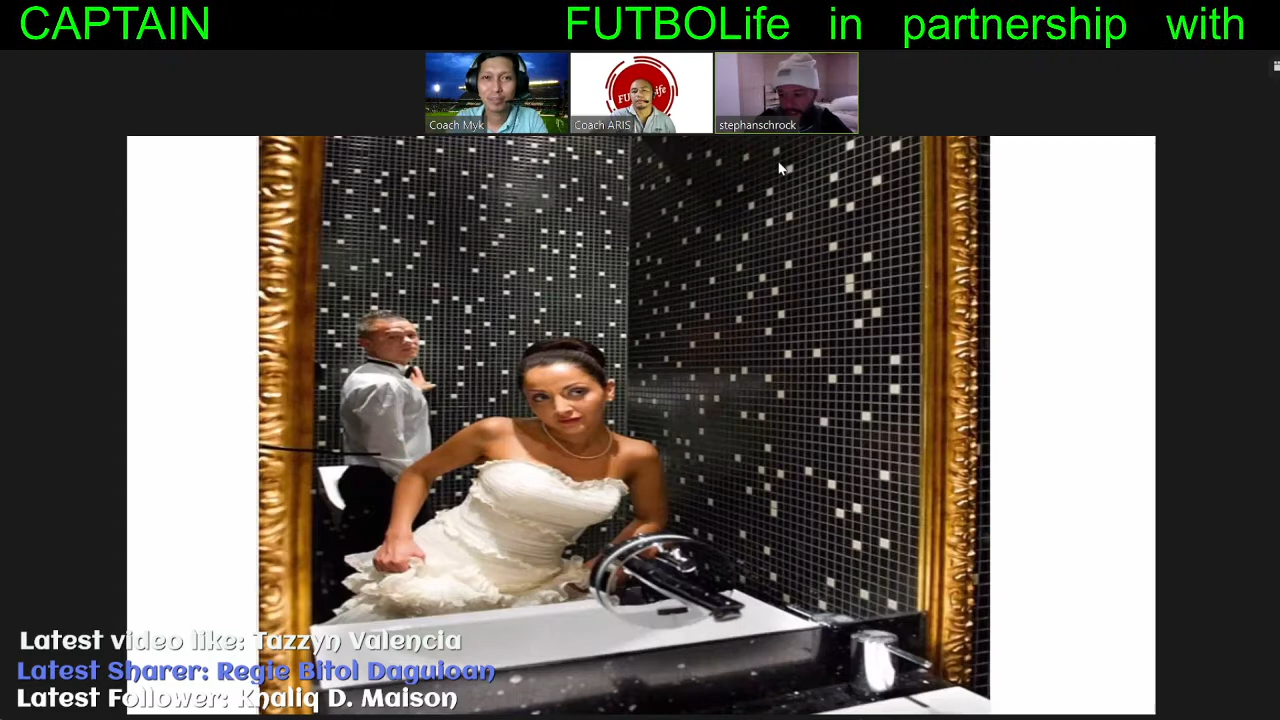 CAPTAIN FUTBOLife in partnership with
Coach Myk
Coach ARIS
stephanschrock
Latest video like: Tazzyn Valencia
Latest Sharer: Regie Bitol Daguioan
Latest Follower: Khaliq D. Maison